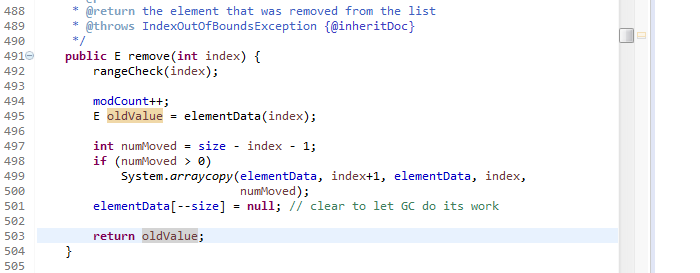 488 * @return the element that was removed from the list
489 * @throws IndexOutOfBoundsException {@inheritDoc}
490 */
491 public E remove(int index) {
492 rangeCheck(index);
493
494 modCount++;
495 E oldValue = elementData(index);
496
497 int numMoved = size - index - 1;
498 if (numMoved > 0)
499 System.arraycopy(elementData, index+1, elementData, index,
500 numMoved);
501 elementData[--size] = null; // clear to let GC do its work
502
503 return oldValue;
504 }
505